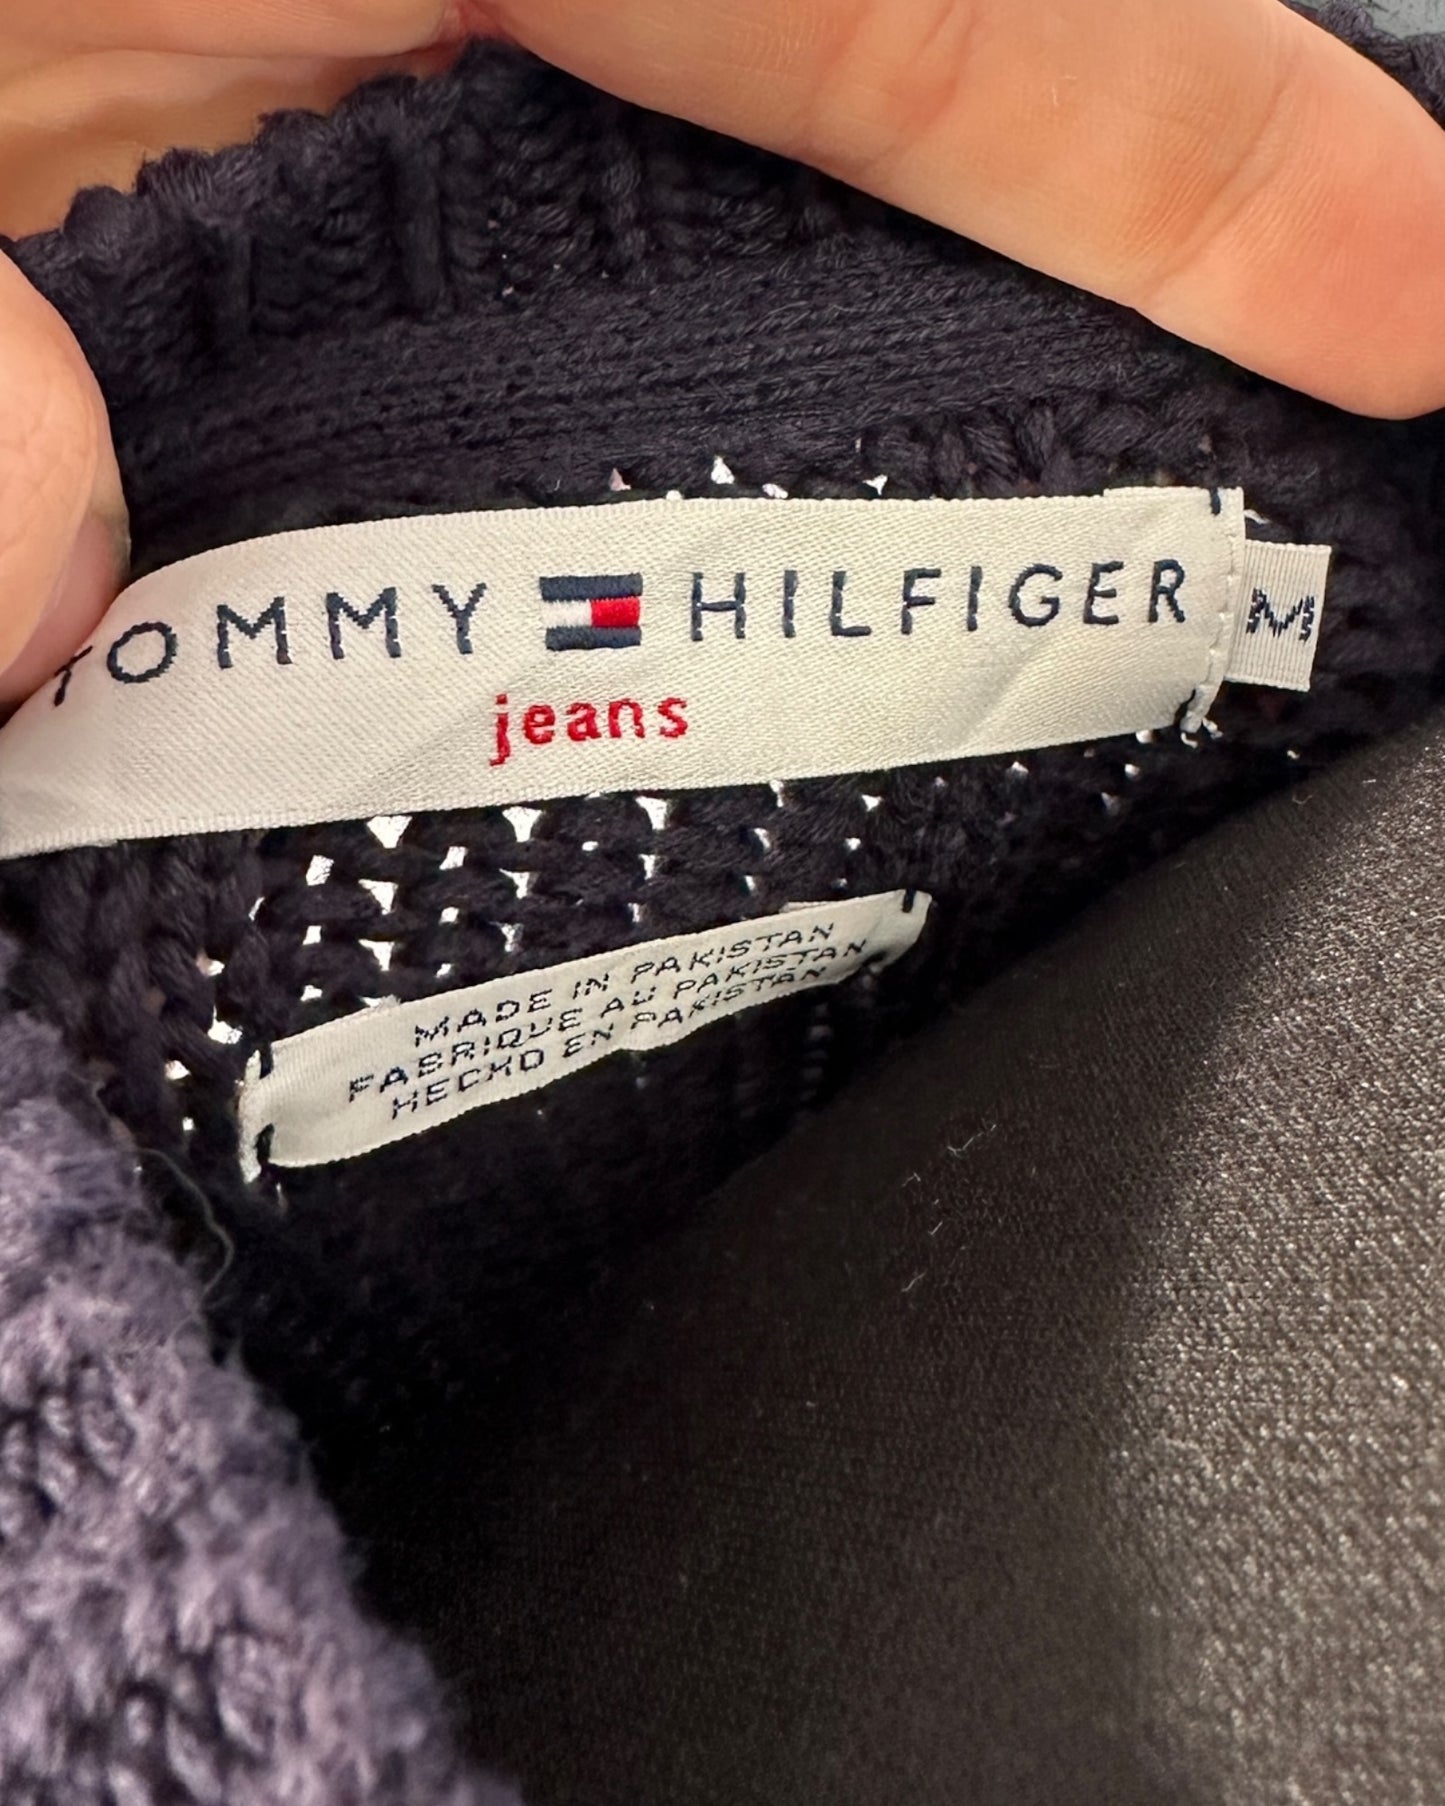 TOMMY HILFIGER
jeans
M
MADE IN PAKISTAN
FABRIQUE AU PAKISTAN
HECHO EN PAKISTAN